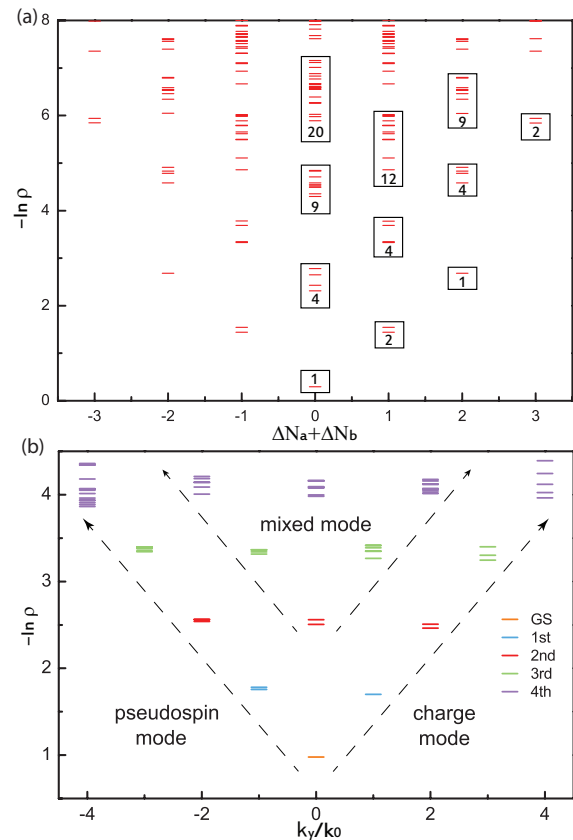 (a)
8
6
4
2
0
-ln ρ
20
9
4
1
12
4
2
9
4
1
2
-3 -2 -1 0 1 2 3
ΔNa+ΔNb
(b)
4
3
2
1
-ln ρ
mixed mode
pseudospin
mode
charge
mode
GS
1st
2nd
3rd
4th
-4 -2 0 2 4
ky/k0